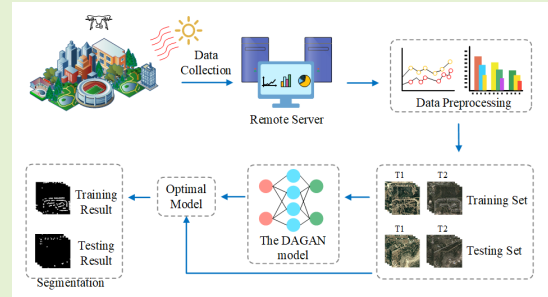 Data
Collection
Remote Server
Data Preprocessing
T1
T2
Training Set
T1
T2
Testing Set
The DAGAN
model
Optimal
Model
Training
Result
Testing
Result
Segmentation